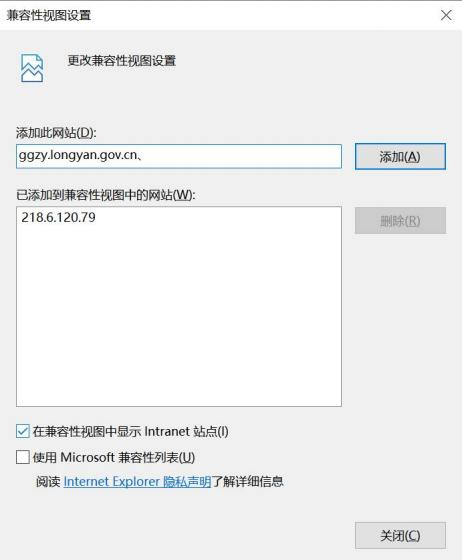 兼容性视图设置
更改兼容性视图设置
添加此网站(D):
ggzy.longyan.gov.cn、
添加(A)
已添加到兼容性视图中的网站(W):
218.6.120.79
删除(R)
在兼容性视图中显示 Intranet 站点(I)
使用 Microsoft 兼容性列表(U)
阅读 Internet Explorer 隐私声明了解详细信息
关闭(C)